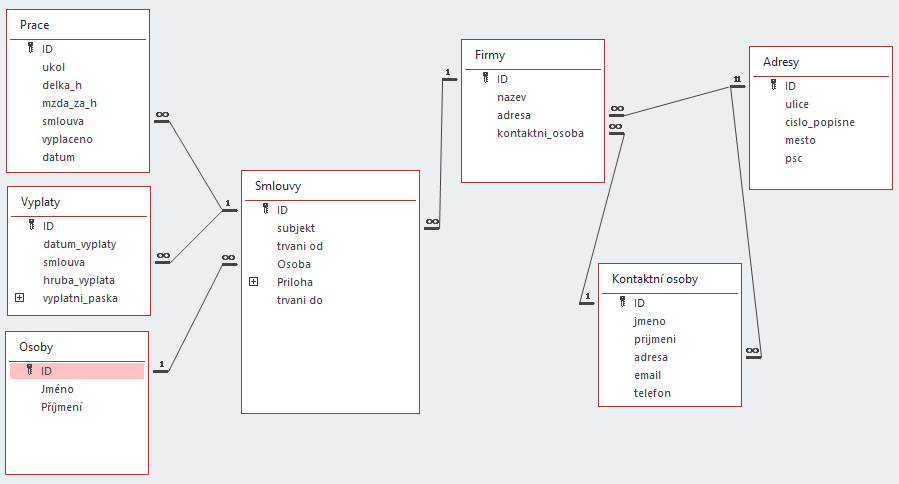 Prace
ID
ukol
delka_h
mzda_za_h
smlouva
vyplaceno
datum
Vyplaty
ID
datum_vyplaty
smlouva
hruba_vyplata
vyplatni_paska
Osoby
ID
Jméno
Příjmení
Smlouvy
ID
subjekt
trvani od
Osoba
Priloha
trvani do
Firmy
ID
nazev
adresa
kontaktni_osoba
Adresy
ID
ulice
cislo_popisne
mesto
psc
Kontaktní osoby
ID
jmeno
prijmeni
adresa
email
telefon
∞
1
∞
∞
1
∞
1
∞
∞
11
1
∞